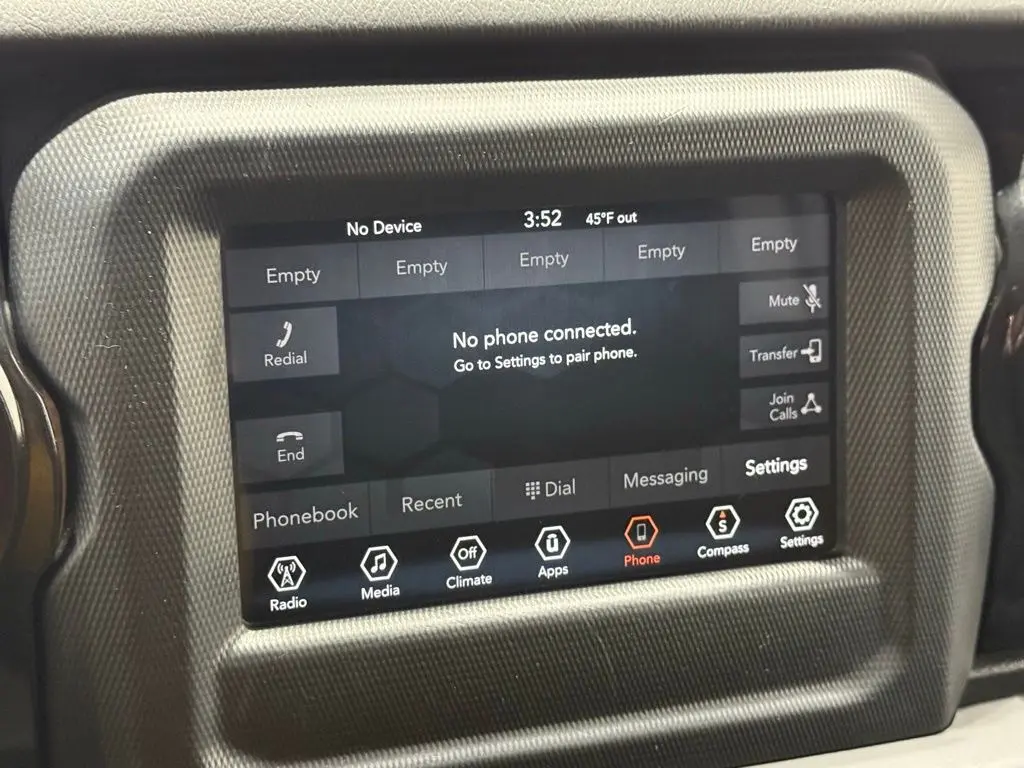 No Device
3:52
45°F out
Empty
Empty
Empty
Empty
Empty
Redial
No phone connected.
Go to Settings to pair phone.
Mute
Transfer
Join
Calls
End
Phonebook
Recent
Dial
Messaging
Settings
Radio
Media
Off
Climate
û
Apps
Phone
S
Compass
Settings